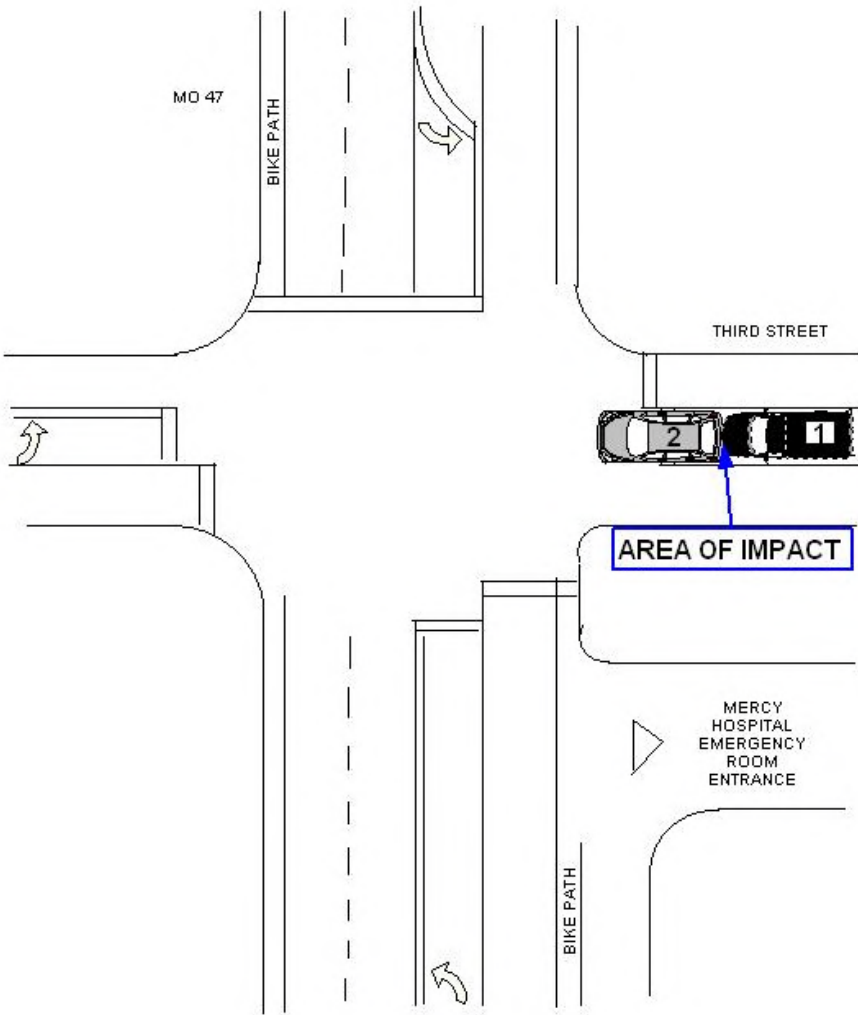 MO 47
BIKE PATH
THIRD STREET
2
1
AREA OF IMPACT
MERCY
HOSPITAL
EMERGENCY
ROOM
ENTRANCE
BIKE PATH